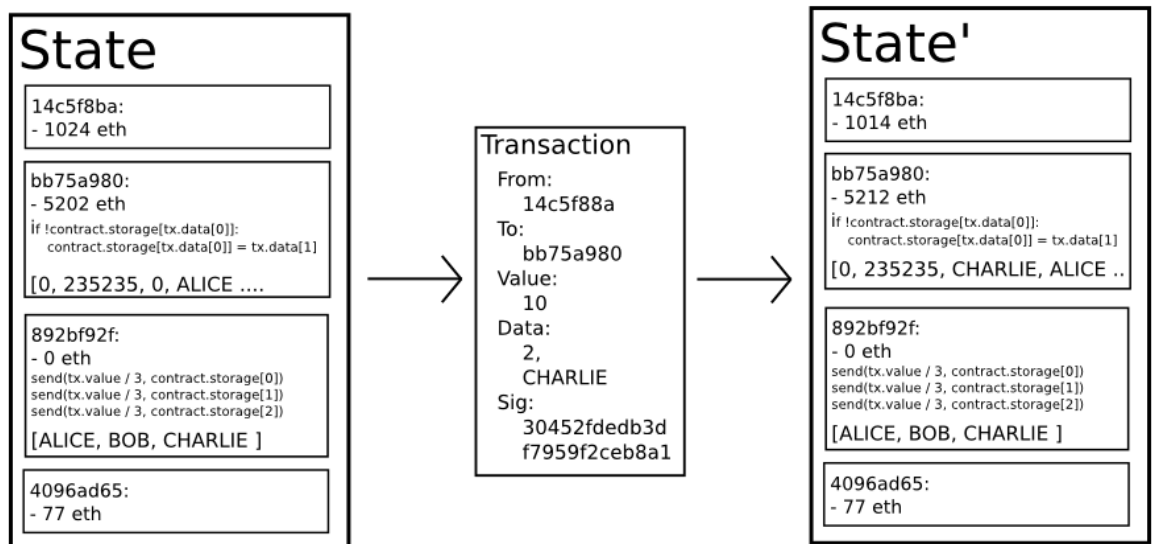 State
14c5f8ba:
- 1024 eth
bb75a980:
- 5202 eth
if !contract.storage[tx.data[0]]:
contract.storage[tx.data[0]] = tx.data[1]
[0, 235235, 0, ALICE ....
892bf92f:
- 0 eth
send(tx.value / 3, contract.storage[0])
send(tx.value / 3, contract.storage[1])
send(tx.value / 3, contract.storage[2])
[ALICE, BOB, CHARLIE ]
4096ad65:
- 77 eth
Transaction
From:
14c5f88a
To:
bb75a980
Value:
10
Data:
2,
CHARLIE
Sig:
30452fdedb3d
f7959f2ceb8a1
State'
14c5f8ba:
- 1014 eth
bb75a980:
- 5212 eth
if !contract.storage[tx.data[0]]:
contract.storage[tx.data[0]] = tx.data[1]
[0, 235235, CHARLIE, ALICE ..
892bf92f:
- 0 eth
send(tx.value / 3, contract.storage[0])
send(tx.value / 3, contract.storage[1])
send(tx.value / 3, contract.storage[2])
[ALICE, BOB, CHARLIE ]
4096ad65:
- 77 eth